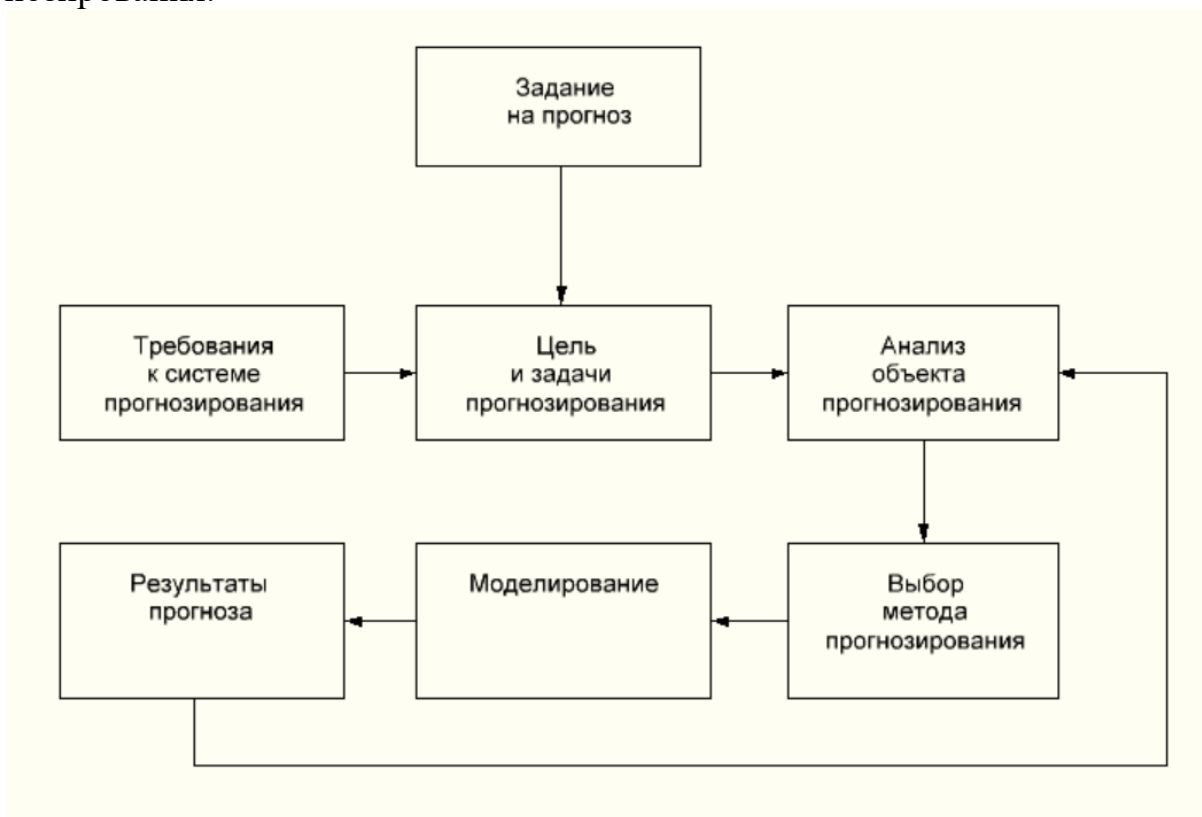 Задание
на прогноз
Требования
к системе
прогнозирования
Цель
и задачи
прогнозирования
Анализ
объекта
прогнозирования
Результаты
прогноза
Моделирование
Выбор
метода
прогнозирования